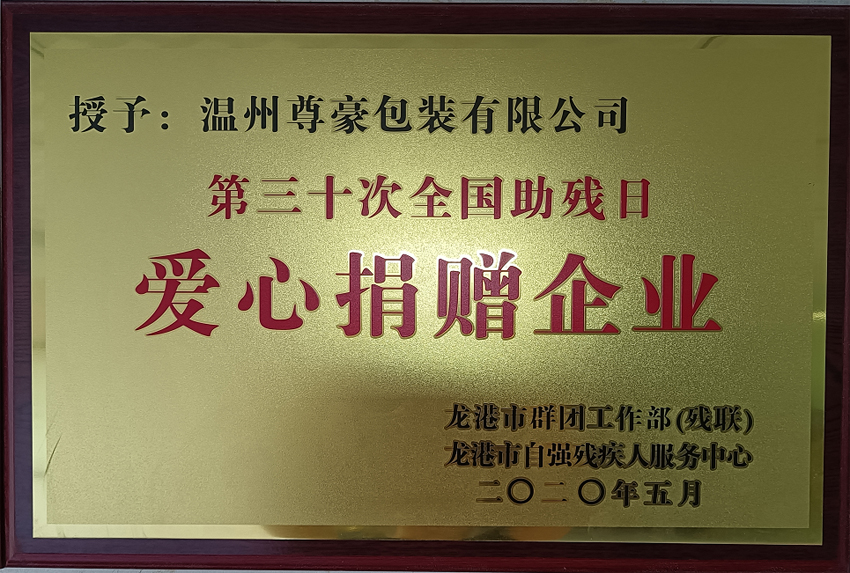 授予：温州尊豪包装有限公司
第三十次全国助残日
爱心捐赠企业
龙港市群团工作部(残联)
龙港市自强残疾人服务中心
二〇二〇年五月